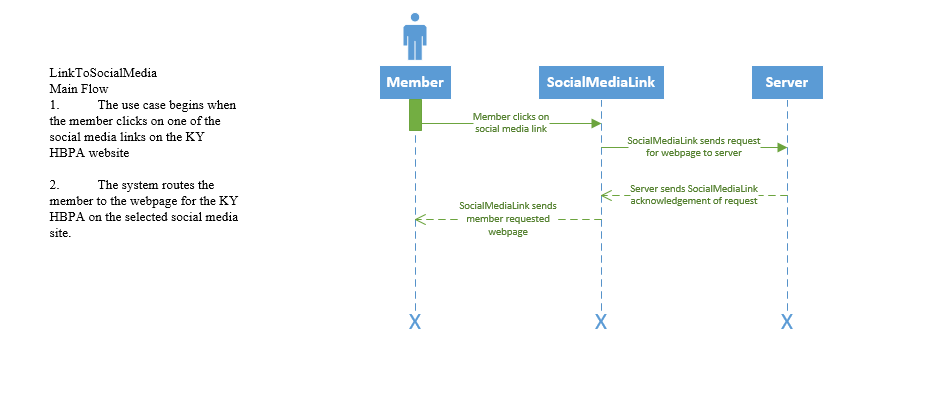 LinkToSocialMedia
Main Flow
1. The use case begins when
the member clicks on one of the
social media links on the KY
HBPA website
2. The system routes the
member to the webpage for the KY
HBPA on the selected social media
site.
Member
SocialMediaLink
Server
Member clicks on
social media link
SocialMediaLink sends request
for webpage to server
Server sends SocialMediaLink
acknowledgement of request
SocialMediaLink sends
member requested
webpage
X
X
X